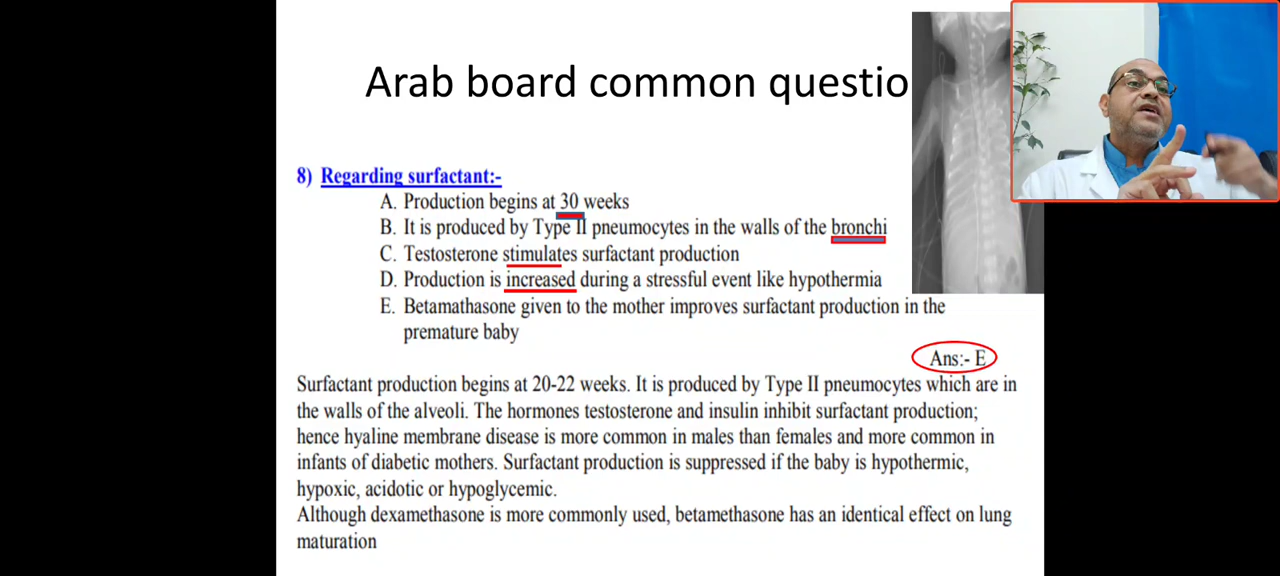 Arab board common questio
8) Regarding surfactant:-
A. Production begins at 30 weeks
B. It is produced by Type II pneumocytes in the walls of the bronchi
C. Testosterone stimulates surfactant production
D. Production is increased during a stressful event like hypothermia
E. Betamathasone given to the mother improves surfactant production in the
premature baby
Ans:- E
Surfactant production begins at 20-22 weeks. It is produced by Type II pneumocytes which are in
the walls of the alveoli. The hormones testosterone and insulin inhibit surfactant production;
hence hyaline membrane disease is more common in males than females and more common in
infants of diabetic mothers. Surfactant production is suppressed if the baby is hypothermic,
hypoxic, acidotic or hypoglycemic.
Although dexamethasone is more commonly used, betamethasone has an identical effect on lung
maturation